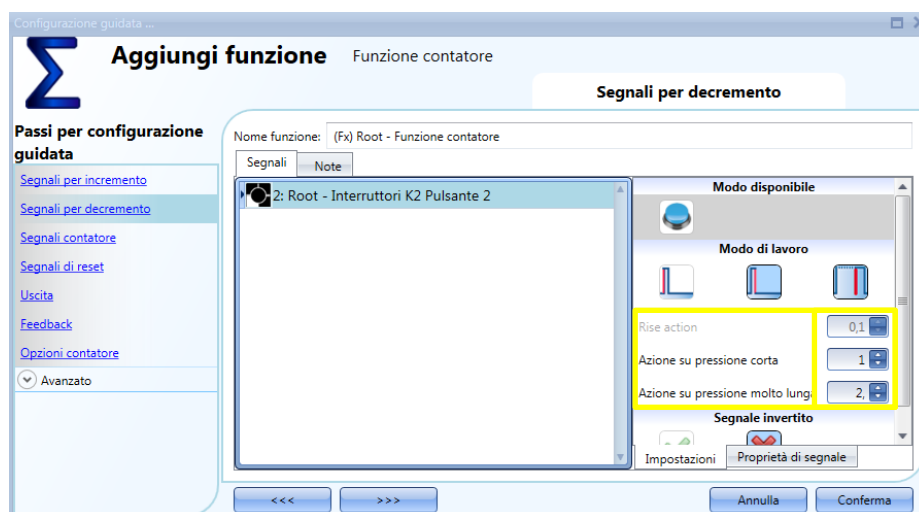 Configurazione guidata ...
Aggiungi funzione Funzione contatore
Segnali per decremento
Passi per configurazione guidata
Segnali per incremento
Segnali per decremento
Segnali contatore
Segnali di reset
Uscita
Feedback
Opzioni contatore
Avanzato
Nome funzione: (Fx) Root - Funzione contatore
Segnali Note
2: Root - Interruttori K2 Pulsante 2
Modo disponibile
Modo di lavoro
Rise action 0,1
Azione su pressione corta 1
Azione su pressione molto lunga 2,
Segnale invertito
Impostazioni Proprietà di segnale
<<< >>> Annulla Conferma